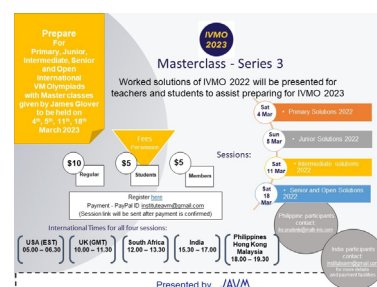 Prepare
For
Primary, Junior,
Intermediate, Senior
and Open
International
VM Olympiads
with Master classes
given by James Glover
to be held on
4th, 5th, 11th, 18th
March 2023
IVMO
2023
Masterclass - Series 3
Worked solutions of IVMO 2022 will be presented for
teachers and students to assist preparing for IVMO 2023
Fees
Per session
$10
Regular
$5
Students
$5
Members
Sessions:
Sat
4 Mar
• Primary Solutions 2022
Sun
5 Mar
• Junior Solutions 2022
Sat
11 Mar
• Intermediate solutions
2022
Sat
18
Mar
• Senior and Open Solutions
2022
Register here
Payment - PayPal ID instituteavm@gmail.com
(Session link will be sent after payment is confirmed)
Philippine participants
contact
India participants
contact
for more details
and payment facilities
International Times for all four sessions:
USA (EST)
05.00 – 06.30
UK (GMT)
10.00 – 11.30
South Africa
12.00 – 13.30
India
15.30 – 17.00
Philippines
Hong Kong
Malaysia
18.00 – 19.30
Presented by IAVM